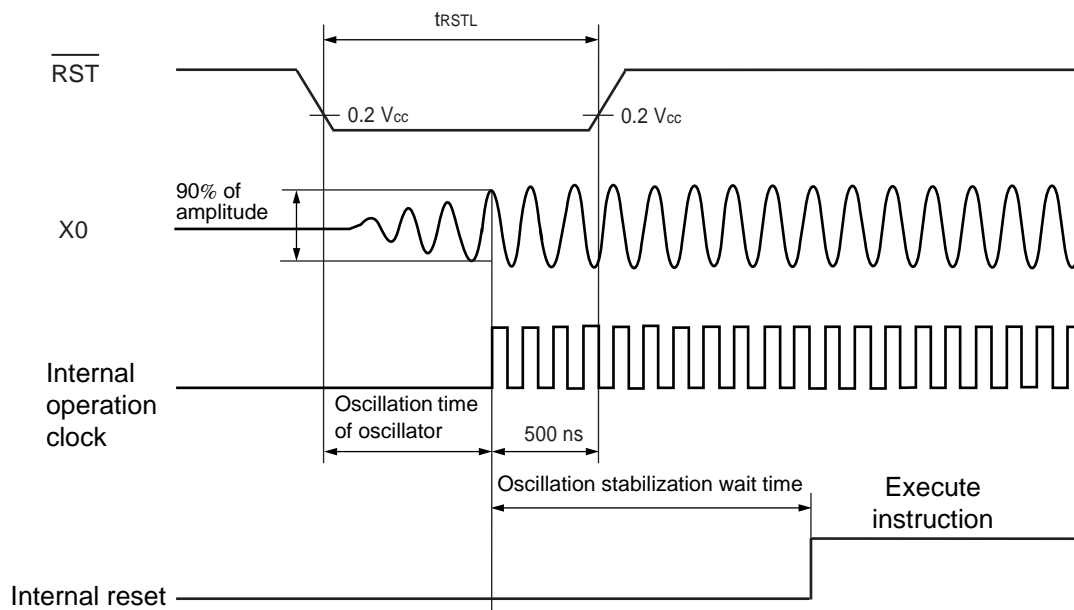 tRSTL
RST
0.2 Vcc
0.2 Vcc
90% of
amplitude
X0
Internal
operation
clock
Oscillation time
of oscillator
500 ns
Oscillation stabilization wait time
Execute
instruction
Internal reset